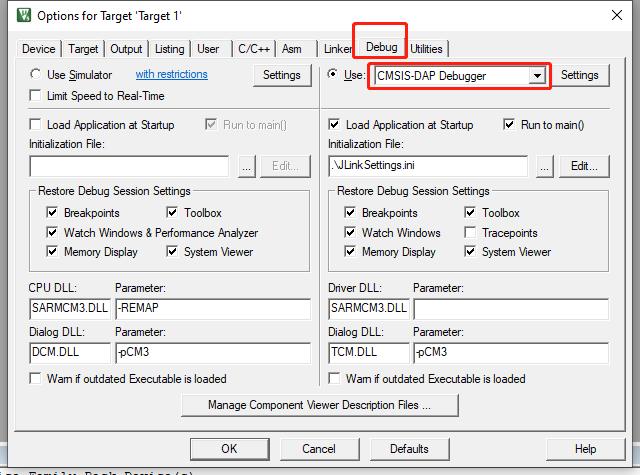 Options for Target 'Target 1'
Device Target Output Listing User C/C++ Asm Linker Debug Utilities
Use Simulator with restrictions Settings Use: CMSIS-DAP Debugger Settings
Limit Speed to Real-Time
Load Application at Startup Run to main() Load Application at Startup Run to main()
Initialization File: Initialization File:
... Edit... .\JLinkSettings.ini ... Edit...
Restore Debug Session Settings Restore Debug Session Settings
Breakpoints Toolbox Breakpoints Toolbox
Watch Windows & Performance Analyzer Watch Windows Tracepoints
Memory Display System Viewer Memory Display System Viewer
CPU DLL: Parameter: Driver DLL: Parameter:
SARMCM3.DLL -REMAP SARMCM3.DLL
Dialog DLL: Parameter: Dialog DLL: Parameter:
DCM.DLL -pCM3 TCM.DLL -pCM3
Warn if outdated Executable is loaded Warn if outdated Executable is loaded
Manage Component Viewer Description Files ...
OK Cancel Defaults Help